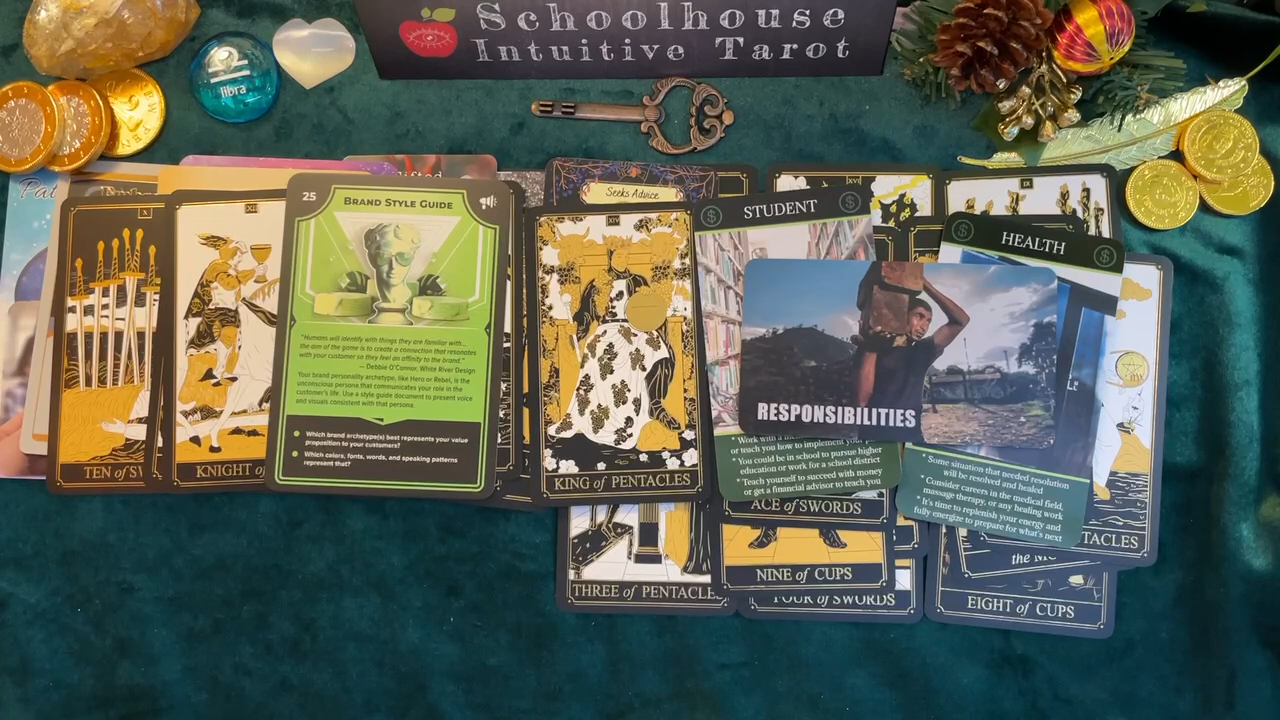 Schoolhouse
Intuitive Tarot
libra
Seeks Advice
X
TEN of
KNIGHT of
25
BRAND STYLE GUIDE
"Humans will identify with things they are familiar with...
the aim of the game is to create a connection that resonates
with your customer so they feel an affinity to the brand."
— Debbie O'Connor, White River Design
Your brand personality archetype, like Hero or Rebel, is the
unconscious persona that communicates your role in the
customer's life. Use a style guide document to present voice
and visuals consistent with that persona.
Which brand archetype(s) best represents your value
proposition to your customers?
Which colors, fonts, words, and speaking patterns
represent that?
XIV
KING of PENTACLES
STUDENT
XVI
IX
HEALTH
RESPONSIBILITIES
* Work with a
or teach you how to implement your
* You could be in school to pursue higher
education or work for a school district
* Teach yourself to succeed with money
or get a financial advisor to teach you
* Some situation that needed resolution
will be resolved and healed
* Consider careers in the medical field,
massage therapy, or any healing work
* It's time to replenish your energy and
fully energize to prepare for what's next
ACE of SWORDS
TACLES
the
THREE of PENTACLES
NINE of CUPS
FOUR of SWORDS
EIGHT of CUPS